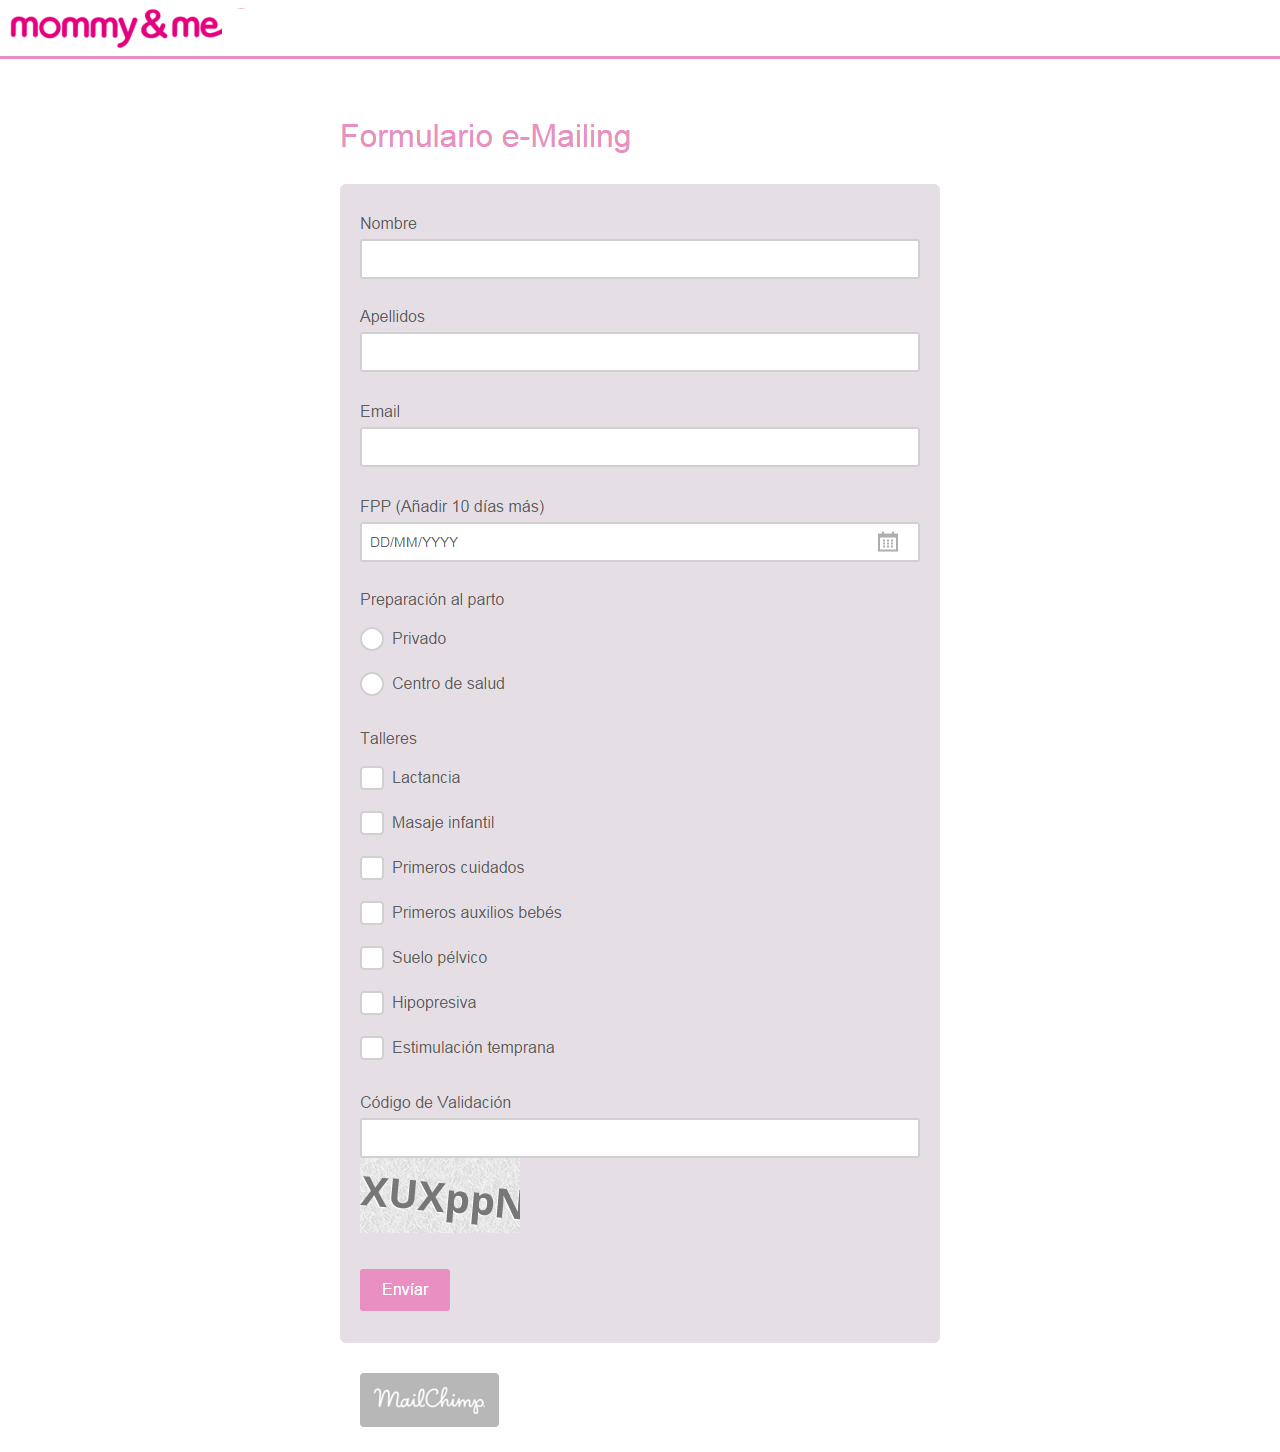 mommy&me
Formulario e-Mailing
Nombre
Apellidos
Email
FPP (Añadir 10 días más)
DD/MM/YYYY
Preparación al parto
Privado
Centro de salud
Talleres
Lactancia
Masaje infantil
Primeros cuidados
Primeros auxilios bebés
Suelo pélvico
Hipopresiva
Estimulación temprana
Código de Validación
XUXppN
Envíar
MailChimp